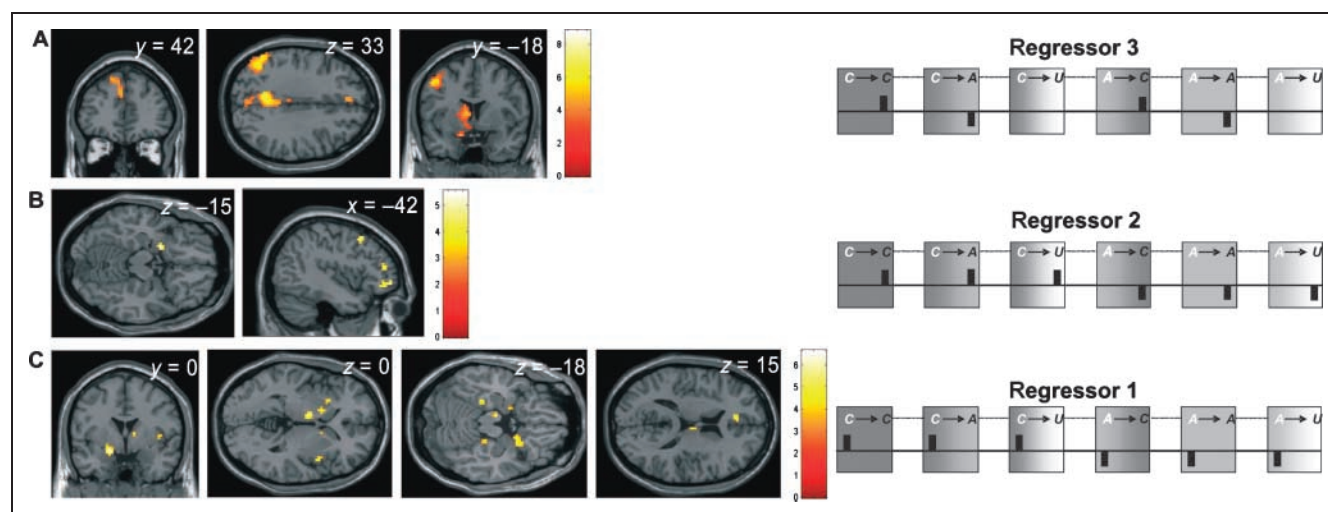 A
y = 42
z = 33
y = –18
8
6
4
2
0
Regressor 3
C → C
C → A
C → U
A → C
A → A
A → U
B
z = –15
x = –42
5
4
3
2
1
0
Regressor 2
C → C
C → A
C → U
A → C
A → A
A → U
C
y = 0
z = 0
z = –18
z = 15
6
5
4
3
2
1
0
Regressor 1
C → C
C → A
C → U
A → C
A → A
A → U